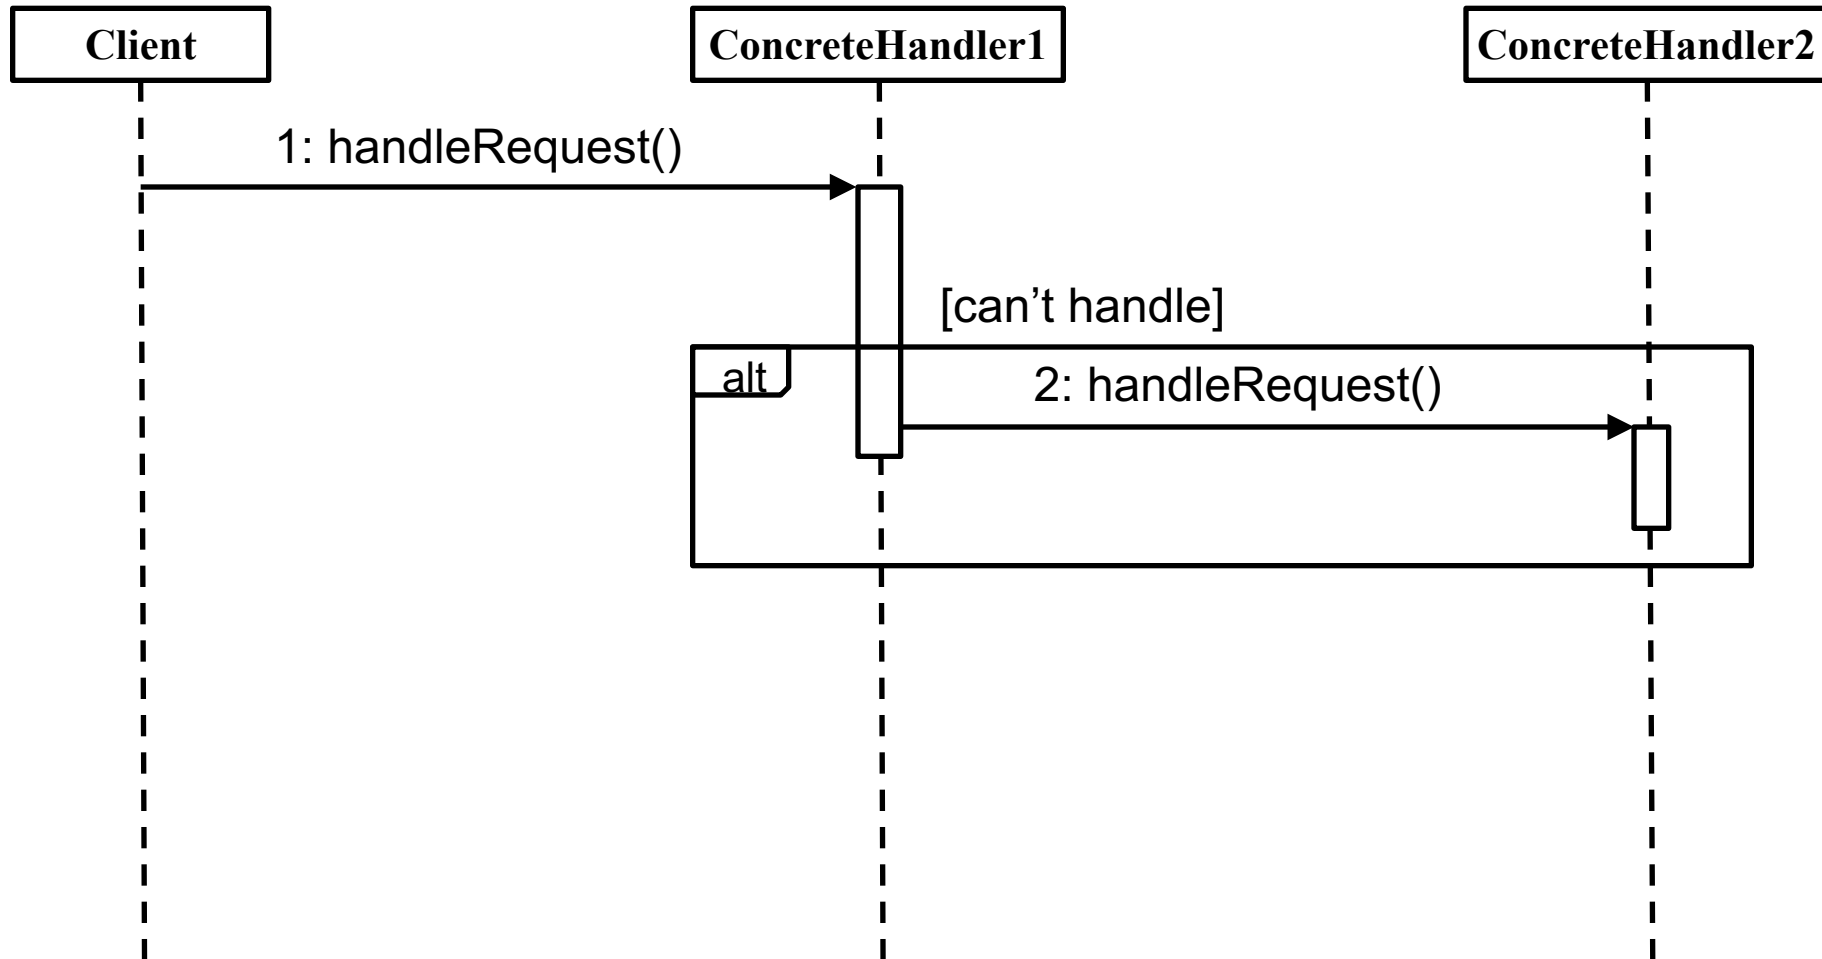 Client
ConcreteHandler1
ConcreteHandler2
1: handleRequest()
[can’t handle]
alt
2: handleRequest()